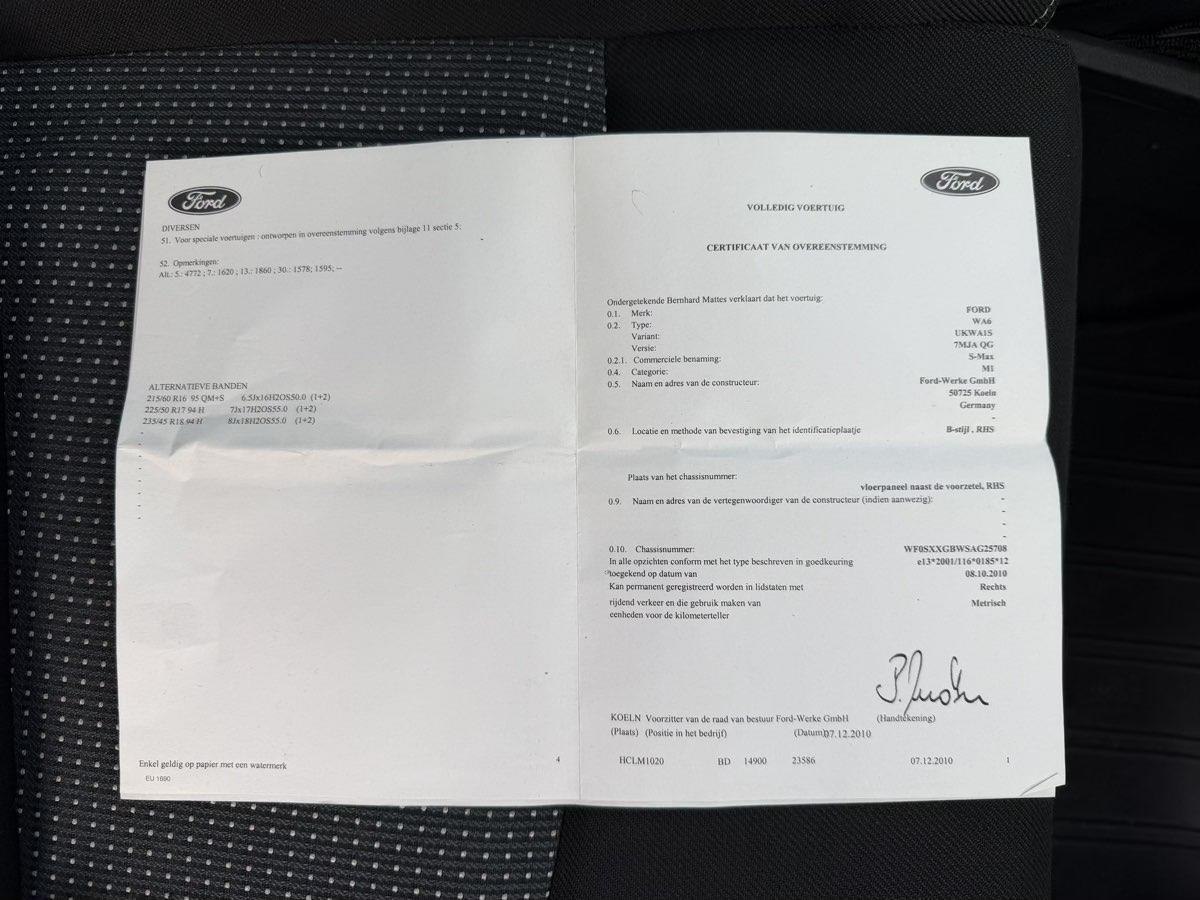 Ford
DIVERSEN
51. Voor speciale voertuigen : ontworpen in overeenstemming volgens bijlage 11 sectie 5:
52. Opmerkingen:
Alt.: 5.: 4772 ; 7.: 1620 ; 13.: 1860 ; 30.: 1578; 1595; --
ALTERNATIEVE BANDEN
215/60 R16 95 QM+S 6.5Jx16H2OS50.0 (1+2)
225/50 R17 94 H 7Jx17H2OS55.0 (1+2)
235/45 R18 94 H 8Jx18H2OS55.0 (1+2)
-
-
-
-
-
Enkel geldig op papier met een watermerk
EU 1690
4
Ford
VOLLEDIG VOERTUIG
CERTIFICAAT VAN OVEREENSTEMMING
Ondergetekende Bernhard Mattes verklaart dat het voertuig:
0.1. Merk: FORD
0.2. Type: WA6
Variant: UKWA1S
Versie: 7MJA QG
0.2.1. Commerciele benaming: S-Max
0.4. Categorie: M1
0.5. Naam en adres van de constructeur: Ford-Werke GmbH
50725 Koeln
Germany
-
0.6. Locatie en methode van bevestiging van het identificatieplaatje B-stijl , RHS
Plaats van het chassisnummer:
vloerpaneel naast de voorzetel, RHS
0.9. Naam en adres van de vertegenwoordiger van de constructeur (indien aanwezig): -
-
-
-
0.10. Chassisnummer: WF0SXXGBWSAG25708
In alle opzichten conform met het type beschreven in goedkeuring e13*2001/116*0185*12
toegekend op datum van 08.10.2010
Kan permanent geregistreerd worden in lidstaten met Rechts
rijdend verkeer en die gebruik maken van Metrisch
eenheden voor de kilometerteller
KOELN Voorzitter van de raad van bestuur Ford-Werke GmbH (Handtekening)
(Plaats) (Positie in het bedrijf) (Datum)07.12.2010
HCLM1020 BD 14900 23586 07.12.2010 1